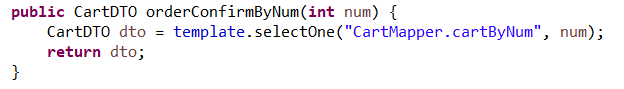 public CartDTO orderConfirmByNum(int num) {
    CartDTO dto = template.selectOne("CartMapper.cartByNum", num);
    return dto;
}